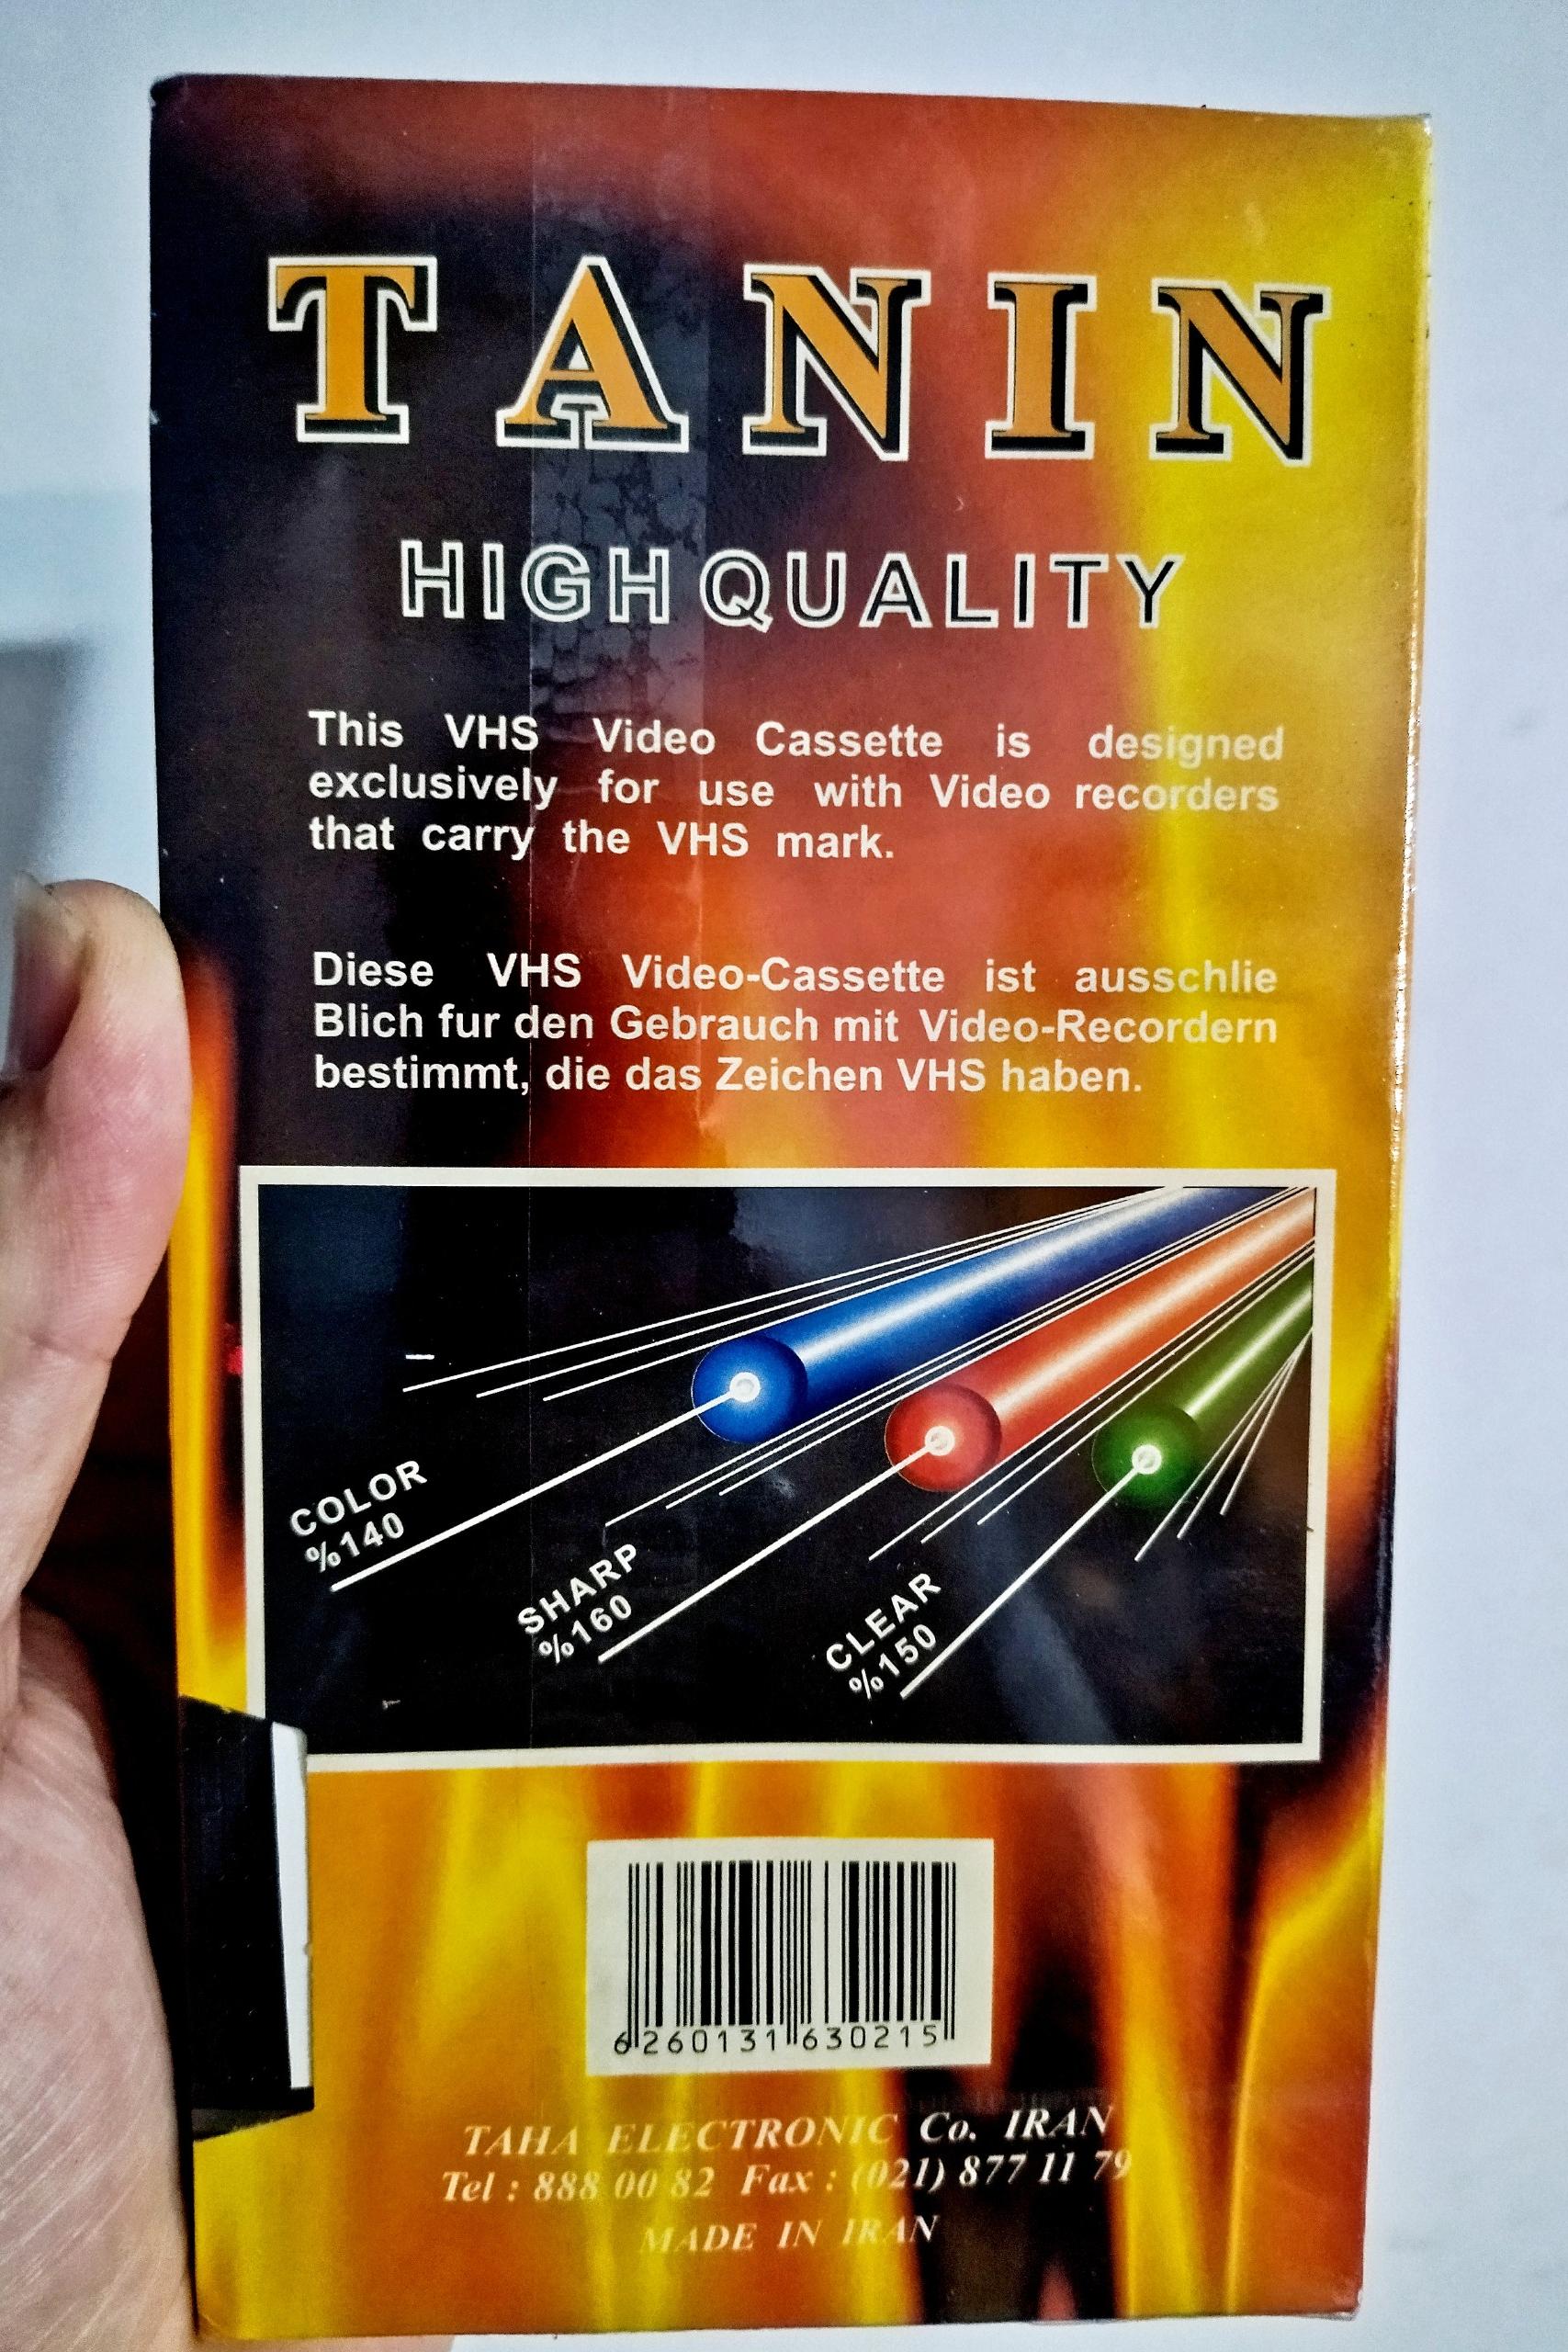 TANIN
HIGH QUALITY
This VHS Video Cassette is designed
exclusively for use with Video recorders
that carry the VHS mark.
Diese VHS Video-Cassette ist ausschlie
Blich fur den Gebrauch mit Video-Recordern
bestimmt, die das Zeichen VHS haben.
COLOR
%140
SHARP
%160
CLEAR
%150
6260131630215
TAHA ELECTRONIC Co. IRAN
Tel : 888 00 82 Fax : (021) 877 11 79
MADE IN IRAN